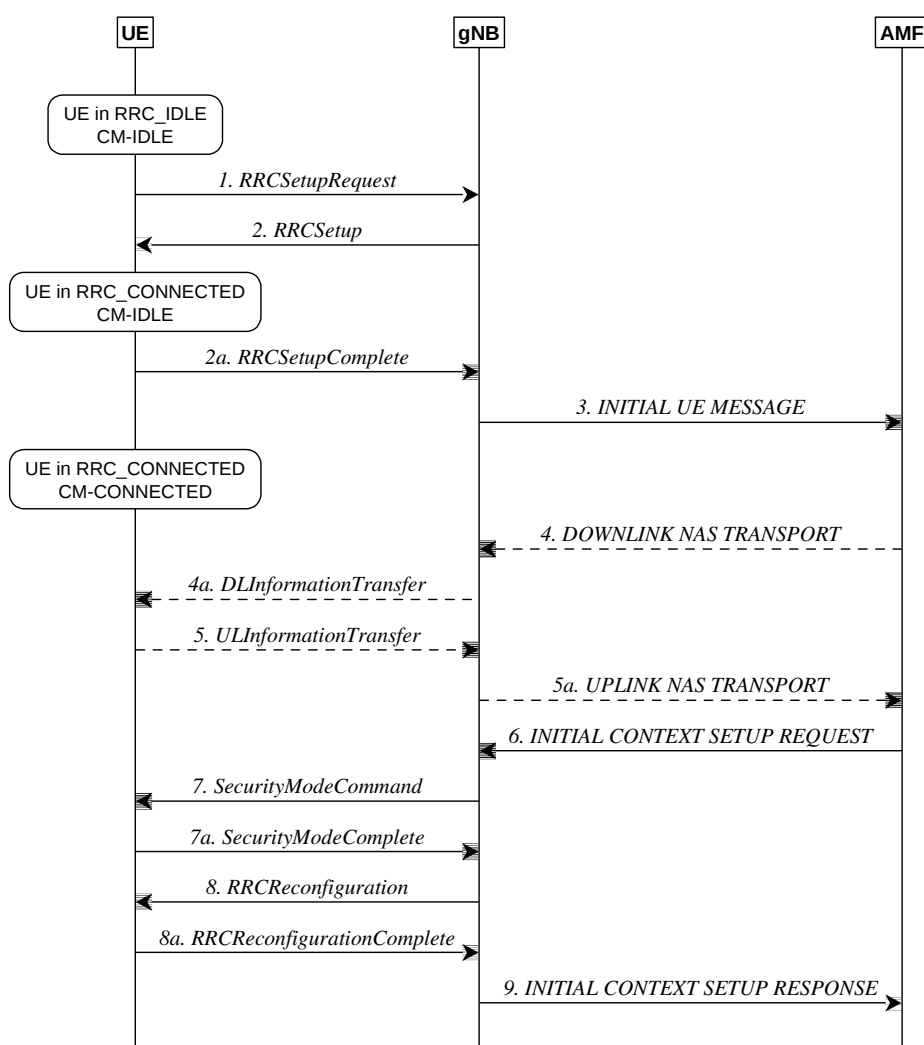 UE
gNB
AMF
UE in RRC_IDLE
CM-IDLE
1. RRCSetupRequest
2. RRCSetup
UE in RRC_CONNECTED
CM-IDLE
2a. RRCSetupComplete
3. INITIAL UE MESSAGE
UE in RRC_CONNECTED
CM-CONNECTED
4. DOWNLINK NAS TRANSPORT
4a. DLInformationTransfer
5. ULInformationTransfer
5a. UPLINK NAS TRANSPORT
6. INITIAL CONTEXT SETUP REQUEST
7. SecurityModeCommand
7a. SecurityModeComplete
8. RRCReconfiguration
8a. RRCReconfigurationComplete
9. INITIAL CONTEXT SETUP RESPONSE